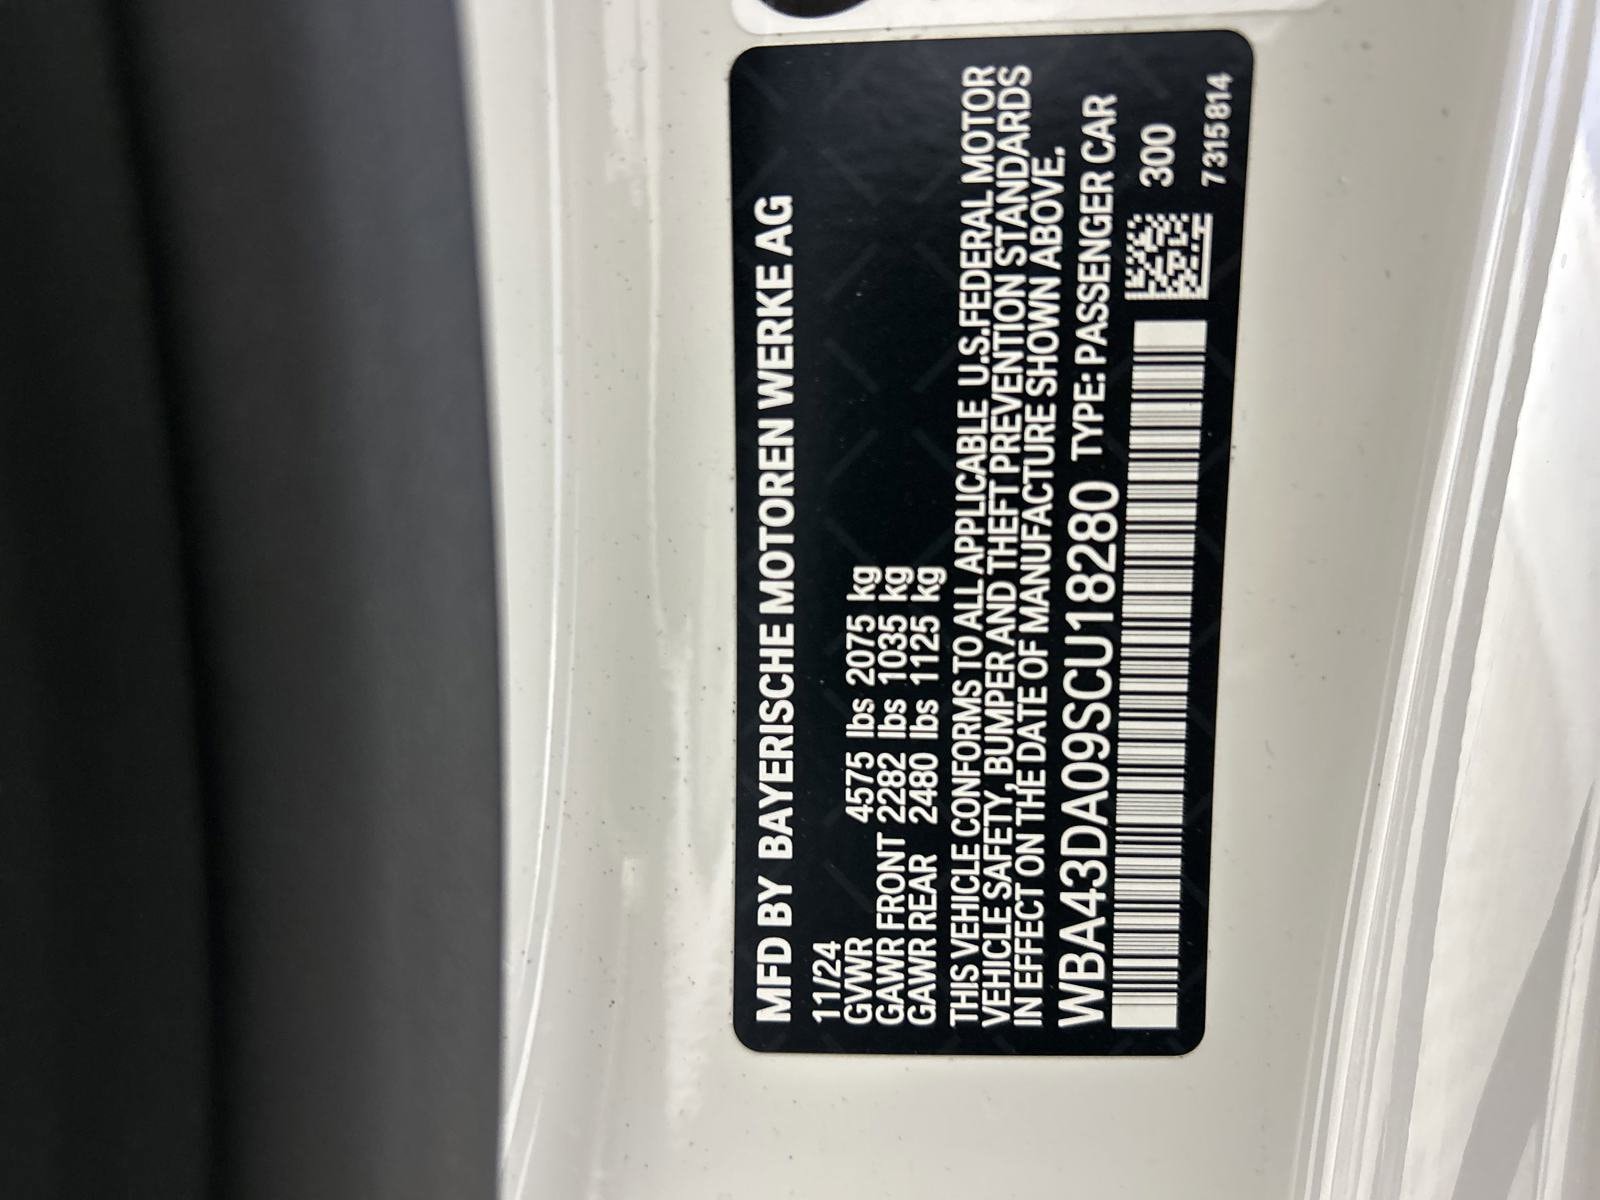 MFD BY BAYERISCHE MOTOREN WERKE AG
11/24
GVWR 4575 lbs 2075 kg
GAWR FRONT 2282 lbs 1035 kg
GAWR REAR 2480 lbs 1125 kg
THIS VEHICLE CONFORMS TO ALL APPLICABLE U.S.FEDERAL MOTOR
VEHICLE SAFETY, BUMPER AND THEFT PREVENTION STANDARDS
IN EFFECT ON THE DATE OF MANUFACTURE SHOWN ABOVE.
WBA43DA09SCU18280 TYPE: PASSENGER CAR
300
7315814